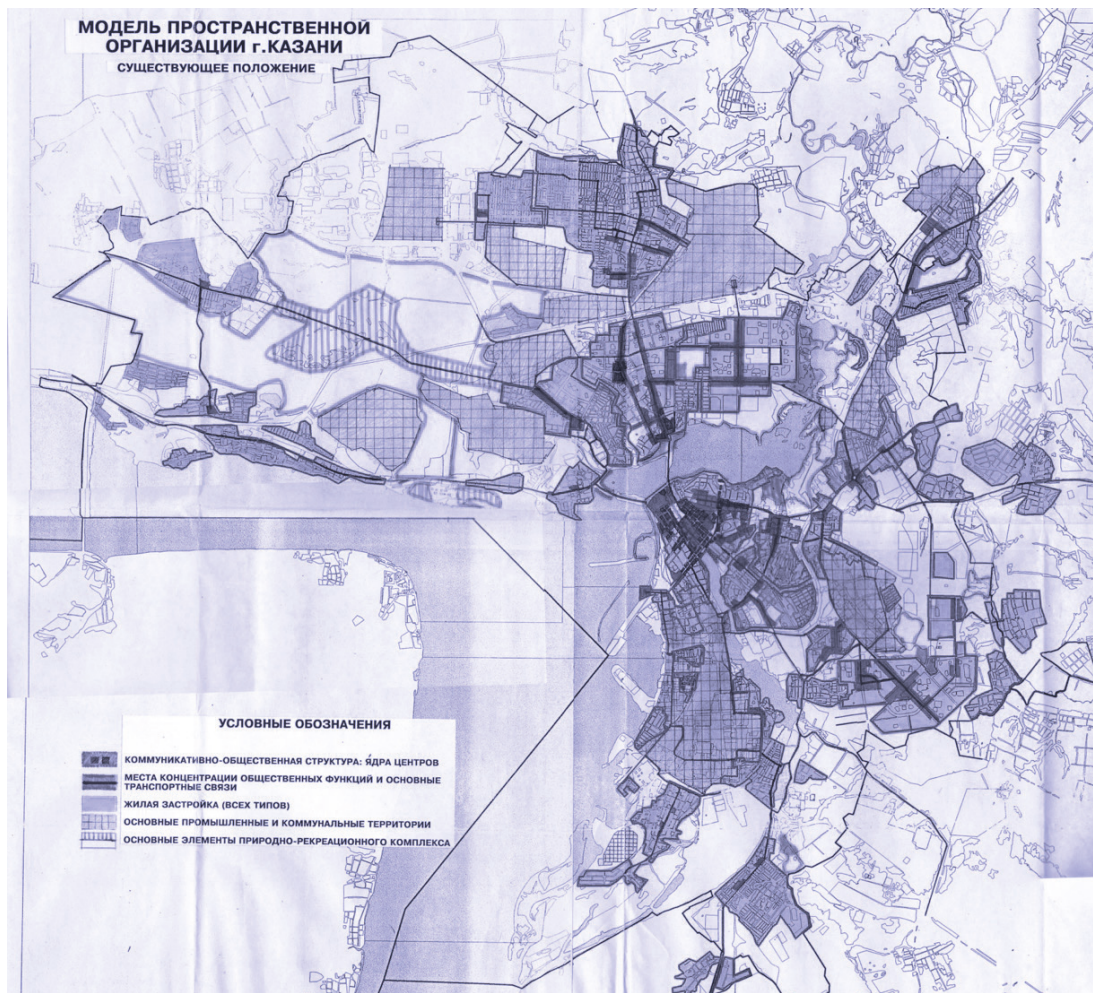 МОДЕЛЬ ПРОСТРАНСТВЕННОЙ
ОРГАНИЗАЦИИ г.КАЗАНИ
СУЩЕСТВУЮЩЕЕ ПОЛОЖЕНИЕ
УСЛОВНЫЕ ОБОЗНАЧЕНИЯ
КОММУНИКАТИВНО-ОБЩЕСТВЕННАЯ СТРУКТУРА: ЯДРА ЦЕНТРОВ
МЕСТА КОНЦЕНТРАЦИИ ОБЩЕСТВЕННЫХ ФУНКЦИЙ И ОСНОВНЫЕ
ТРАНСПОРТНЫЕ СВЯЗИ
ЖИЛАЯ ЗАСТРОЙКА (ВСЕХ ТИПОВ)
ОСНОВНЫЕ ПРОМЫШЛЕННЫЕ И КОММУНАЛЬНЫЕ ТЕРРИТОРИИ
ОСНОВНЫЕ ЭЛЕМЕНТЫ ПРИРОДНО-РЕКРЕАЦИОННОГО КОМПЛЕКСА